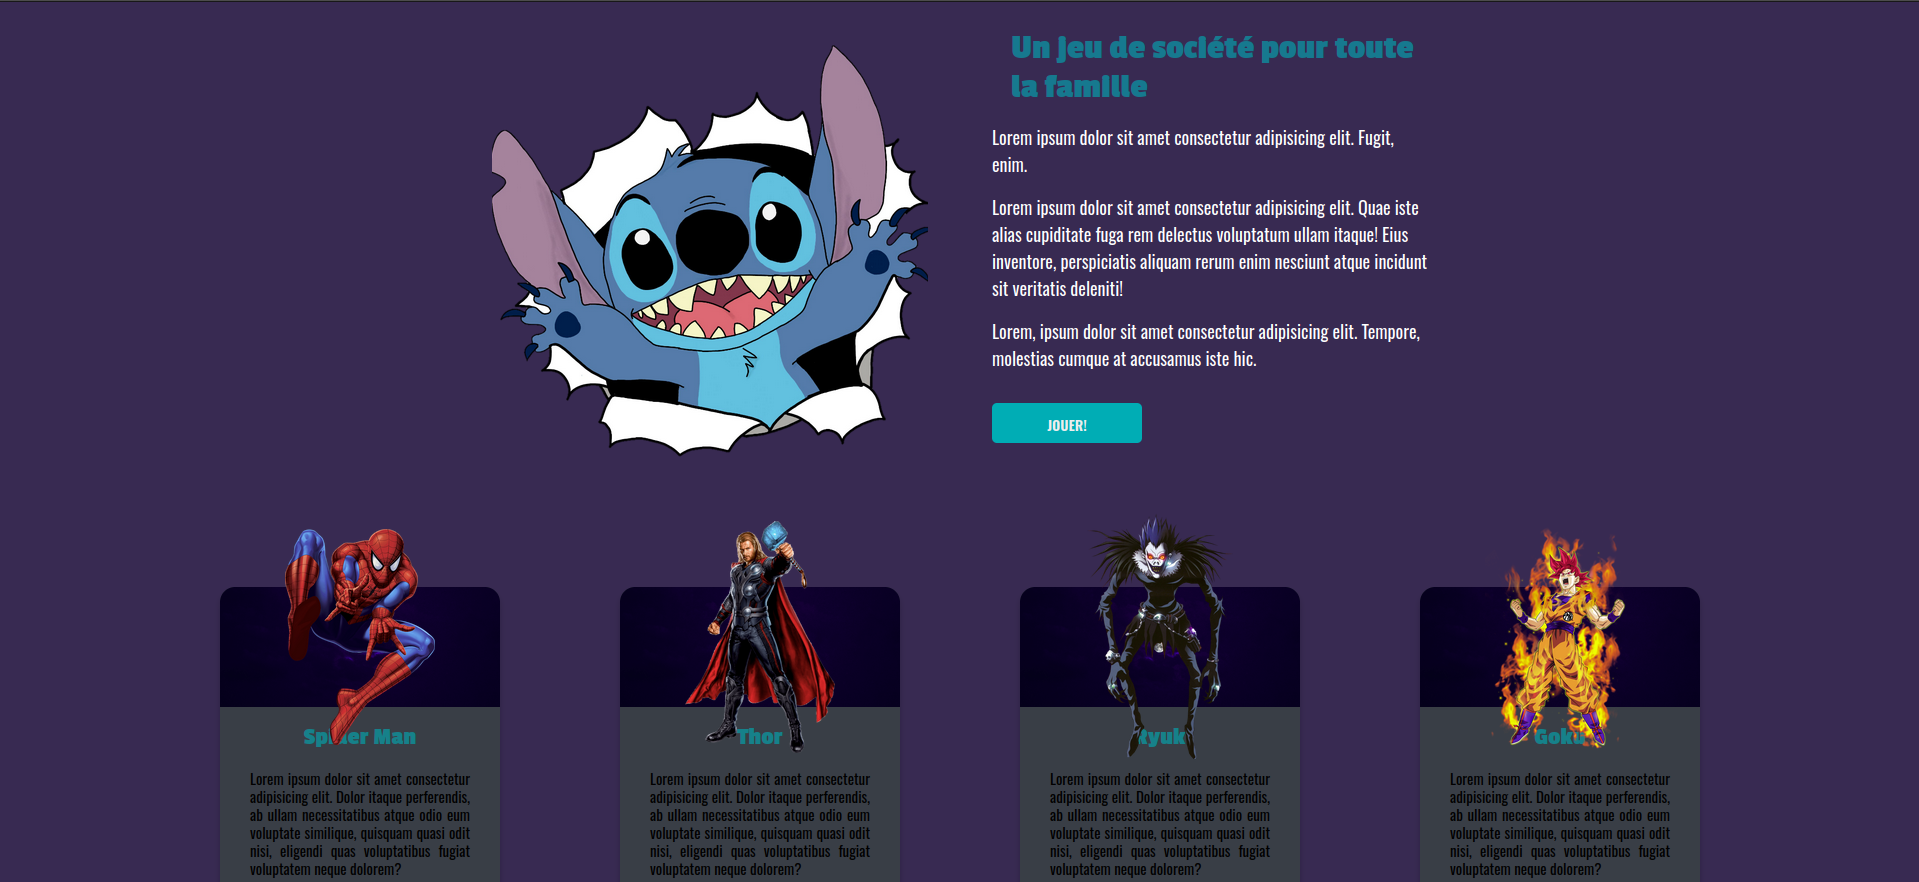 Un jeu de société pour toute
la famille
Lorem ipsum dolor sit amet consectetur adipisicing elit. Fugit,
enim.
Lorem ipsum dolor sit amet consectetur adipisicing elit. Quae iste
alias cupiditate fuga rem delectus voluptatum ullam itaque! Eius
inventore, perspiciatis aliquam rerum enim nesciunt atque incidunt
sit veritatis deleniti!
Lorem, ipsum dolor sit amet consectetur adipisicing elit. Tempore,
molestias cumque at accusamus iste hic.
JOUER!
Spider Man
Lorem ipsum dolor sit amet consectetur
adipisicing elit. Dolor itaque perferendis,
ab ullam necessitatibus atque odio eum
voluptate similique, quisquam quasi odit
nisi, eligendi quas voluptatibus fugiat
voluptatem neque dolorem?
Thor
Lorem ipsum dolor sit amet consectetur
adipisicing elit. Dolor itaque perferendis,
ab ullam necessitatibus atque odio eum
voluptate similique, quisquam quasi odit
nisi, eligendi quas voluptatibus fugiat
voluptatem neque dolorem?
Ryuk
Lorem ipsum dolor sit amet consectetur
adipisicing elit. Dolor itaque perferendis,
ab ullam necessitatibus atque odio eum
voluptate similique, quisquam quasi odit
nisi, eligendi quas voluptatibus fugiat
voluptatem neque dolorem?
Goku
Lorem ipsum dolor sit amet consectetur
adipisicing elit. Dolor itaque perferendis,
ab ullam necessitatibus atque odio eum
voluptate similique, quisquam quasi odit
nisi, eligendi quas voluptatibus fugiat
voluptatem neque dolorem?